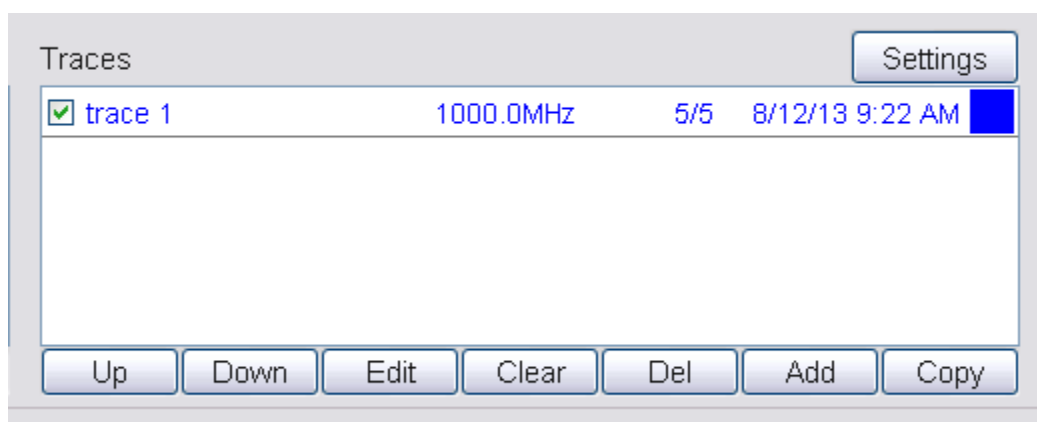 Traces Settings
trace 1 1000.0MHz 5/5 8/12/13 9:22 AM
Up Down Edit Clear Del Add Copy